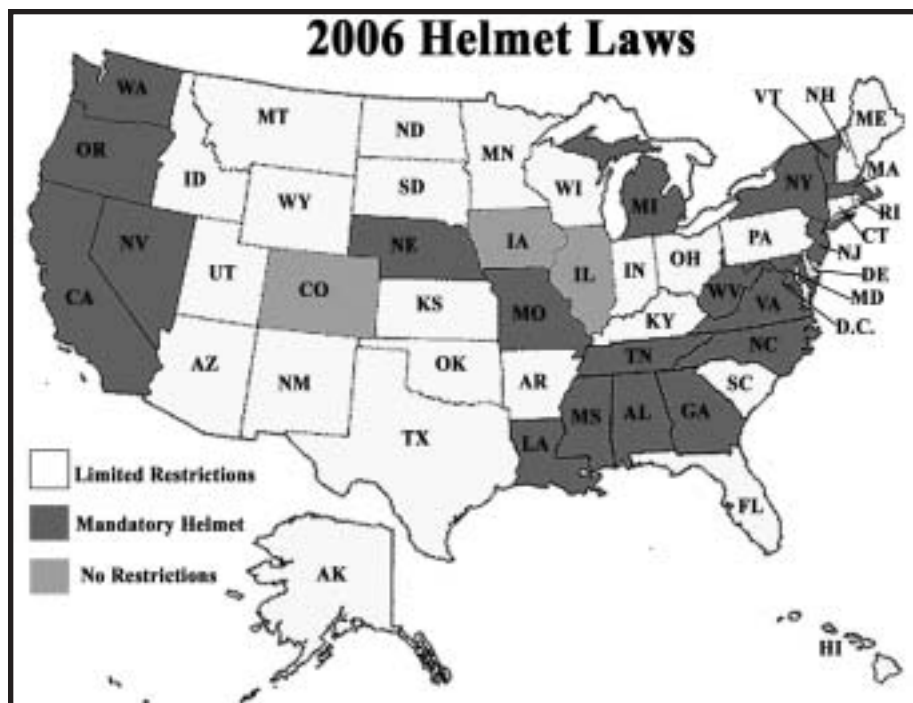 2006 Helmet Laws
WA
MT
ND
MN
VT
NH
ME
OR
ID
SD
WI
MI
NY
MA
WY
RI
NV
NE
IA
PA
CT
UT
IL
IN
OH
NJ
CA
CO
DE
KS
MO
WV
MD
KY
VA
D.C.
AZ
OK
TN
NC
NM
AR
SC
TX
MS
AL
GA
LA
Limited Restrictions
FL
Mandatory Helmet
No Restrictions
AK
HI